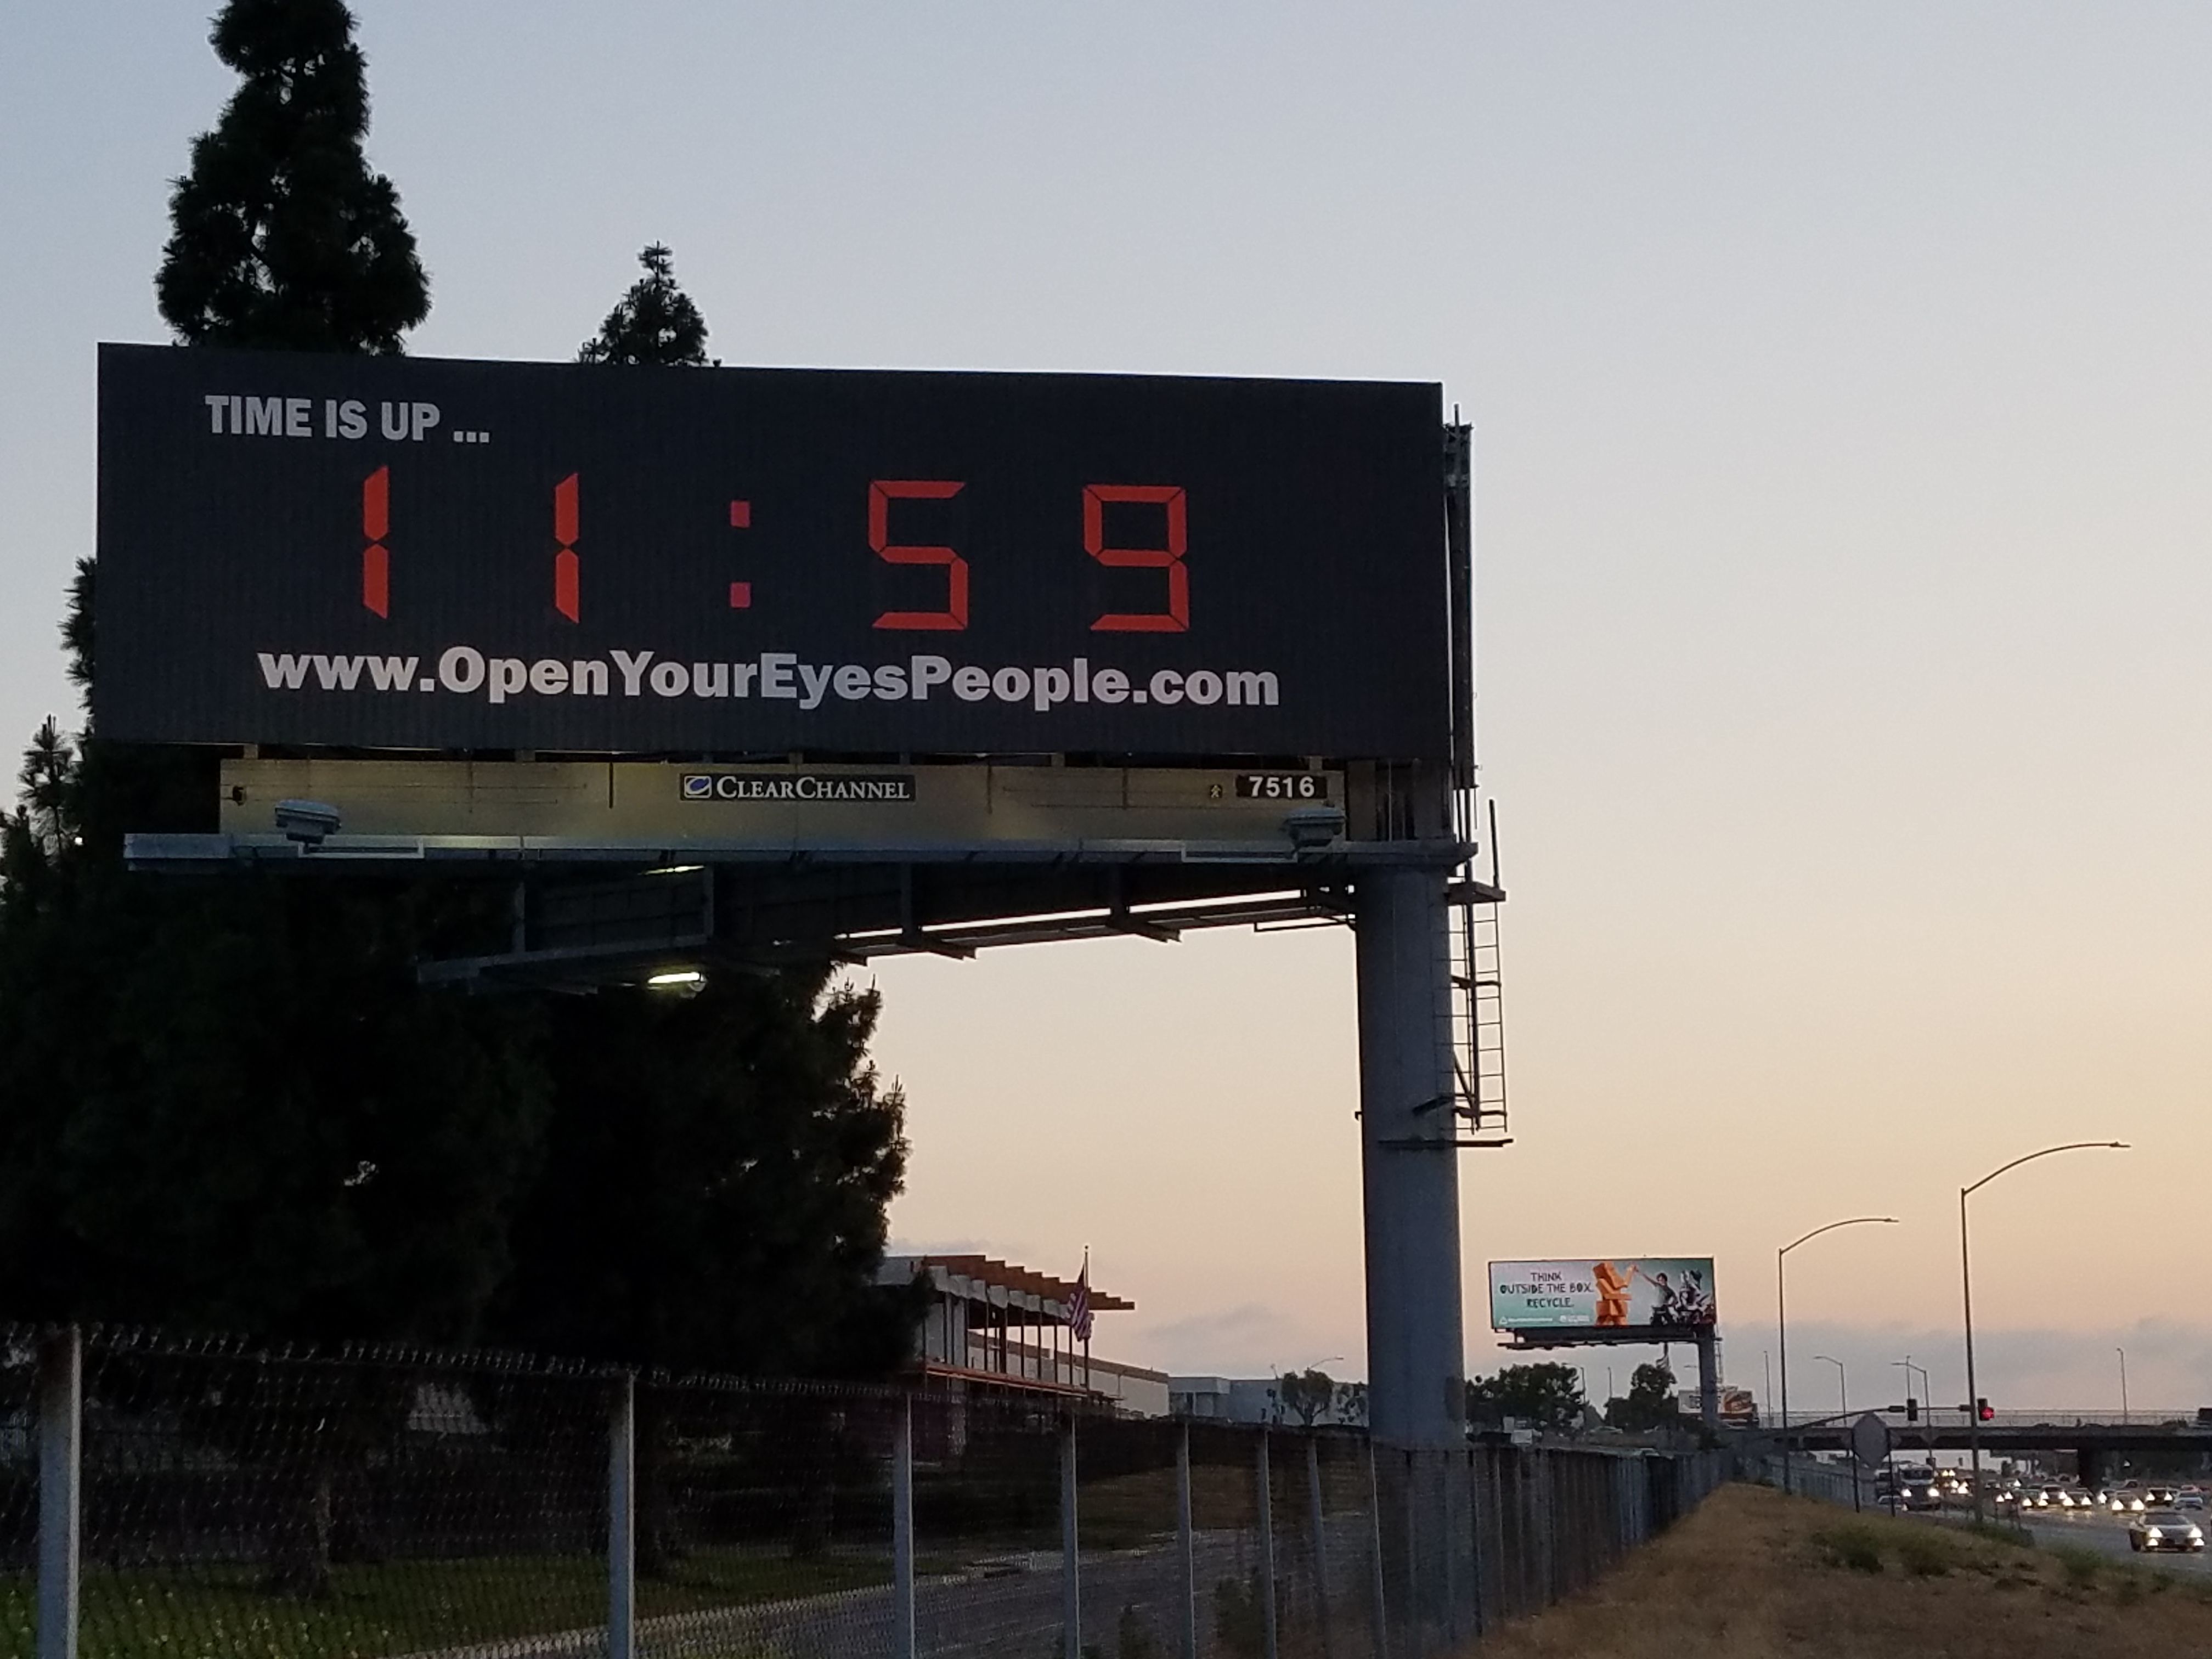 TIME IS UP ...
11:59
www.OpenYourEyesPeople.com
CLEARCHANNEL
7516
THINK
OUTSIDE THE BOX.
RECYCLE.